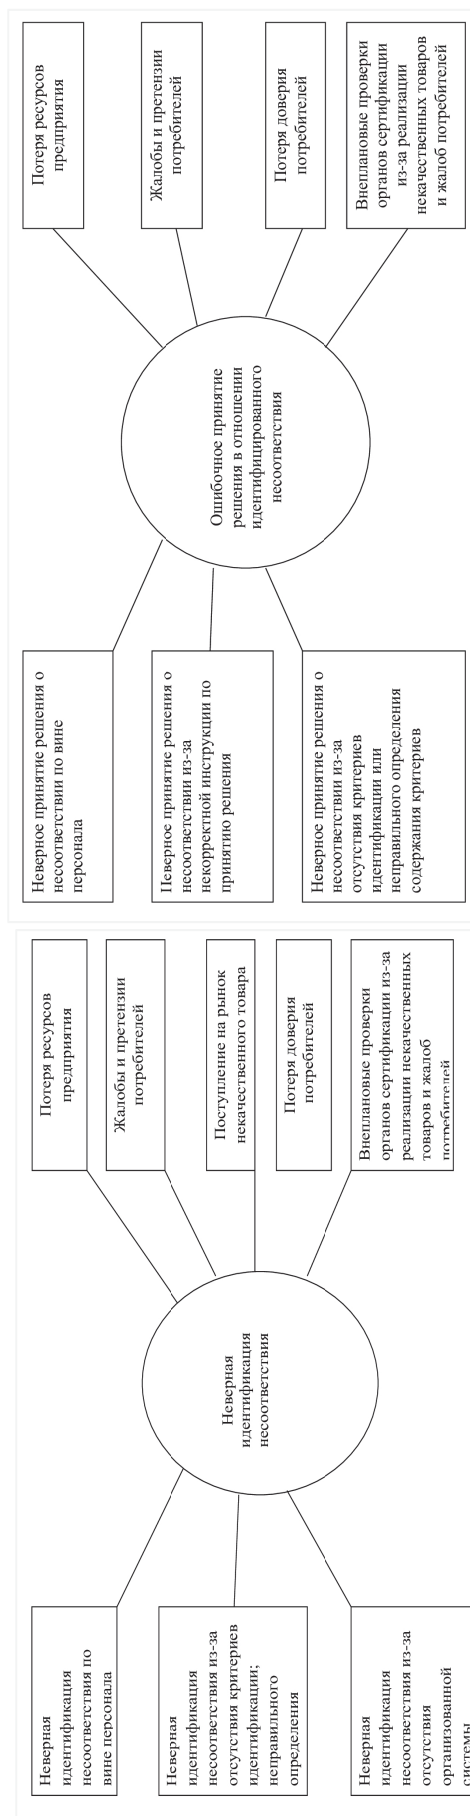 Неверная
идентификация
несоответствия по
вине персонала
Неверная
идентификация
несоответствия из-за
отсутствия критериев
идентификации;
неправильного
определения
Неверная
идентификация
несоответствия из-за
отсутствия
организованной
системы
Неверная
идентификация
несоответствия
Потеря ресурсов
предприятия
Жалобы и претензии
потребителей
Поступление на рынок
некачественного товара
Потеря доверия
потребителей
Внеплановые проверки
органов сертификации из-за
реализации некачественных
товаров и жалоб
потребителей
Неверное принятие решения о
несоответствии по вине
персонала
Неверное принятие решения о
несоответствии из-за
некорректной инструкции по
принятию решения
Неверное принятие решения о
несоответствии из-за
отсутствия критериев
идентификации или
неправильного определения
содержания критериев
Ошибочное принятие
решения в отношении
идентифицированного
несоответствия
Потеря ресурсов
предприятия
Жалобы и претензии
потребителей
Потеря доверия
потребителей
Внеплановые проверки
органов сертификации
из-за реализации
некачественных товаров
и жалоб потребителей